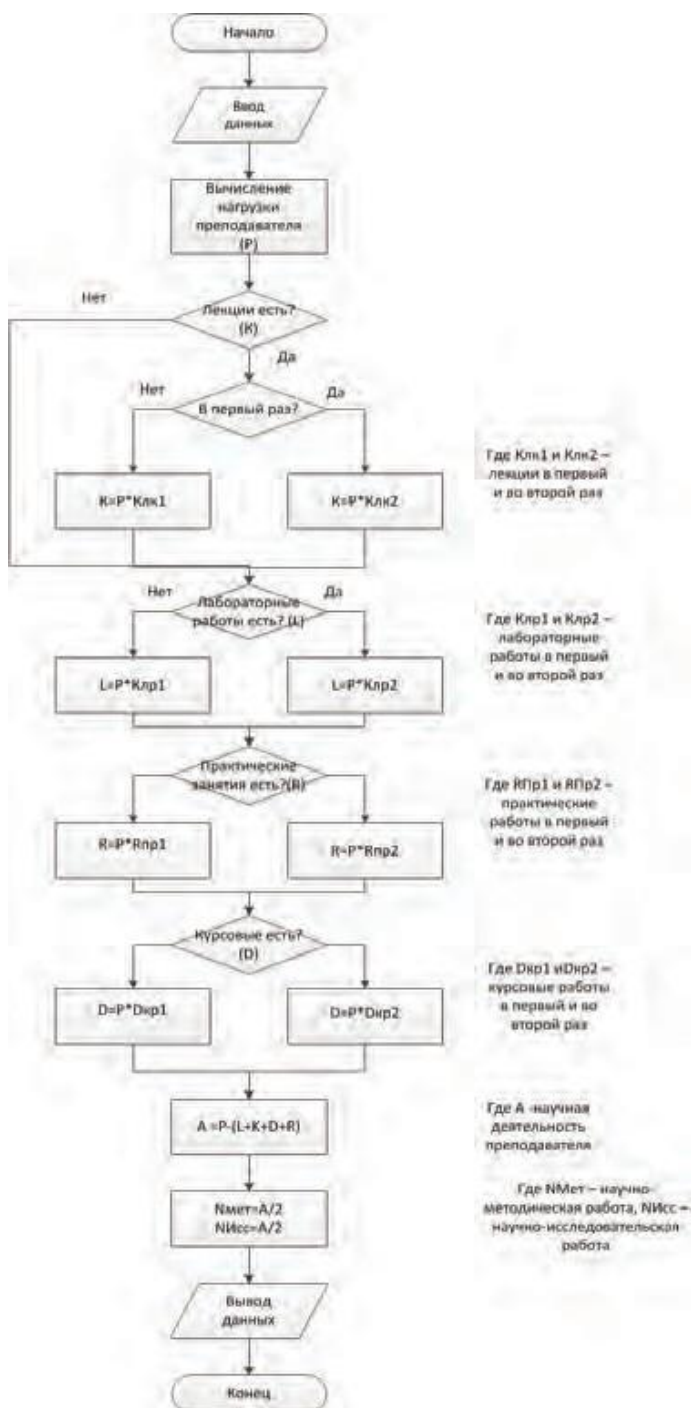 Начало
Ввод
данных
Вычисление
нагрузки
преподавателя
(P)
Нет
Лекции есть?
(К)
Да
Нет
Да
В первый раз?
K=P*Клк1
K=P*Клк2
Где Клк1 и Клк2 –
лекции в первый
и во второй раз
Нет
Да
Лабораторные
работы есть? (L)
L=P*Клр1
L=P*Клр2
Где Клр1 и Клр2 –
лабораторные
работы в первый
и во второй раз
Практические
занятия есть?(R)
R=P*Rпр1
R=P*Rпр2
Где RПр1 и RПр2 –
практические
работы в первый
и во второй раз
Курсовые есть?
(D)
D=P*Dкр1
D=P*Dкр2
Где Dкр1 иDкр2 –
курсовые работы
в первый и во
второй раз
A =P-(L+K+D+R)
Где А -научная
деятельность
преподавателя
Nмет=A/2
NИсс=A/2
Где NМет – научно-
методическая работа, NИсс –
научно-исследовательская
работа
Вывод
данных
Конец